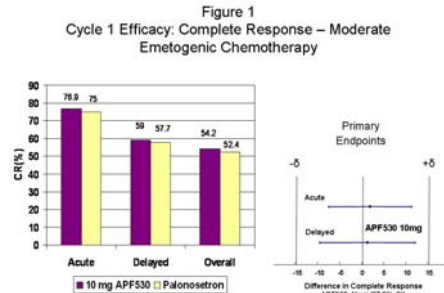 Figure 1
Cycle 1 Efficacy: Complete Response – Moderate
Emetogenic Chemotherapy
90
80
70
60
50
40
30
20
10
0
CR(%)
76.9
75
59
57.7
54.2
52.4
Acute
Delayed
Overall
10 mg APF530
Palonosetron
Primary
Endpoints
-δ
+δ
Acute
APF530 10mg
Delayed
-15
-10
-5
0
5
10
15
Difference in Complete Response